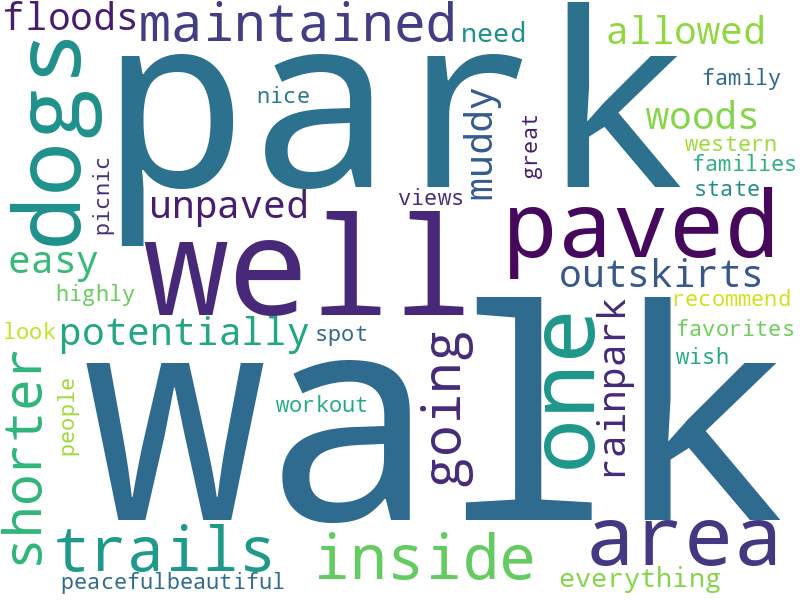 floods
maintained
need
allowed
dogs
park
nice
family
muddy
great
woods
western
families
state
picnic
unpaved
views
well
paved
easy
outskirts
highly
recommend
look
potentially
spot
going
one
rainpark
favorites
wish
shorter
people
walk
workout
trails
inside
area
peacefulbeautiful
everything